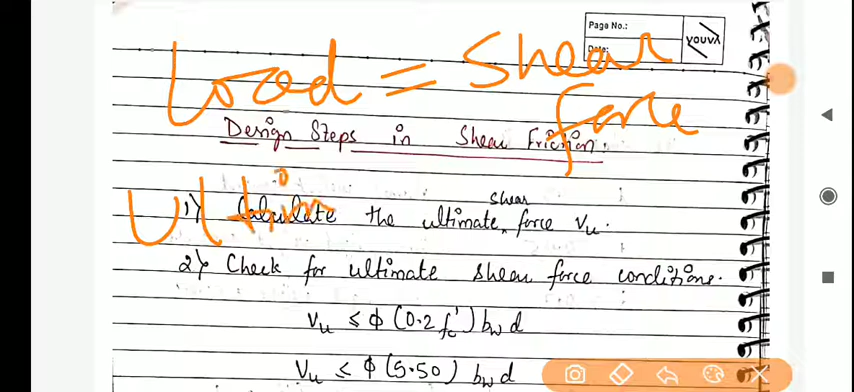 Page No.:
Date:
YOUVA
Load = Shear
force
Design Steps in Shear Friction.
Ultim
1) Calculate the ultimate shear force Vu.
2) Check for ultimate shear force conditions.
Vu ≤ ϕ (0.2 fc') bw d
Vu ≤ ϕ (5.50) bw d